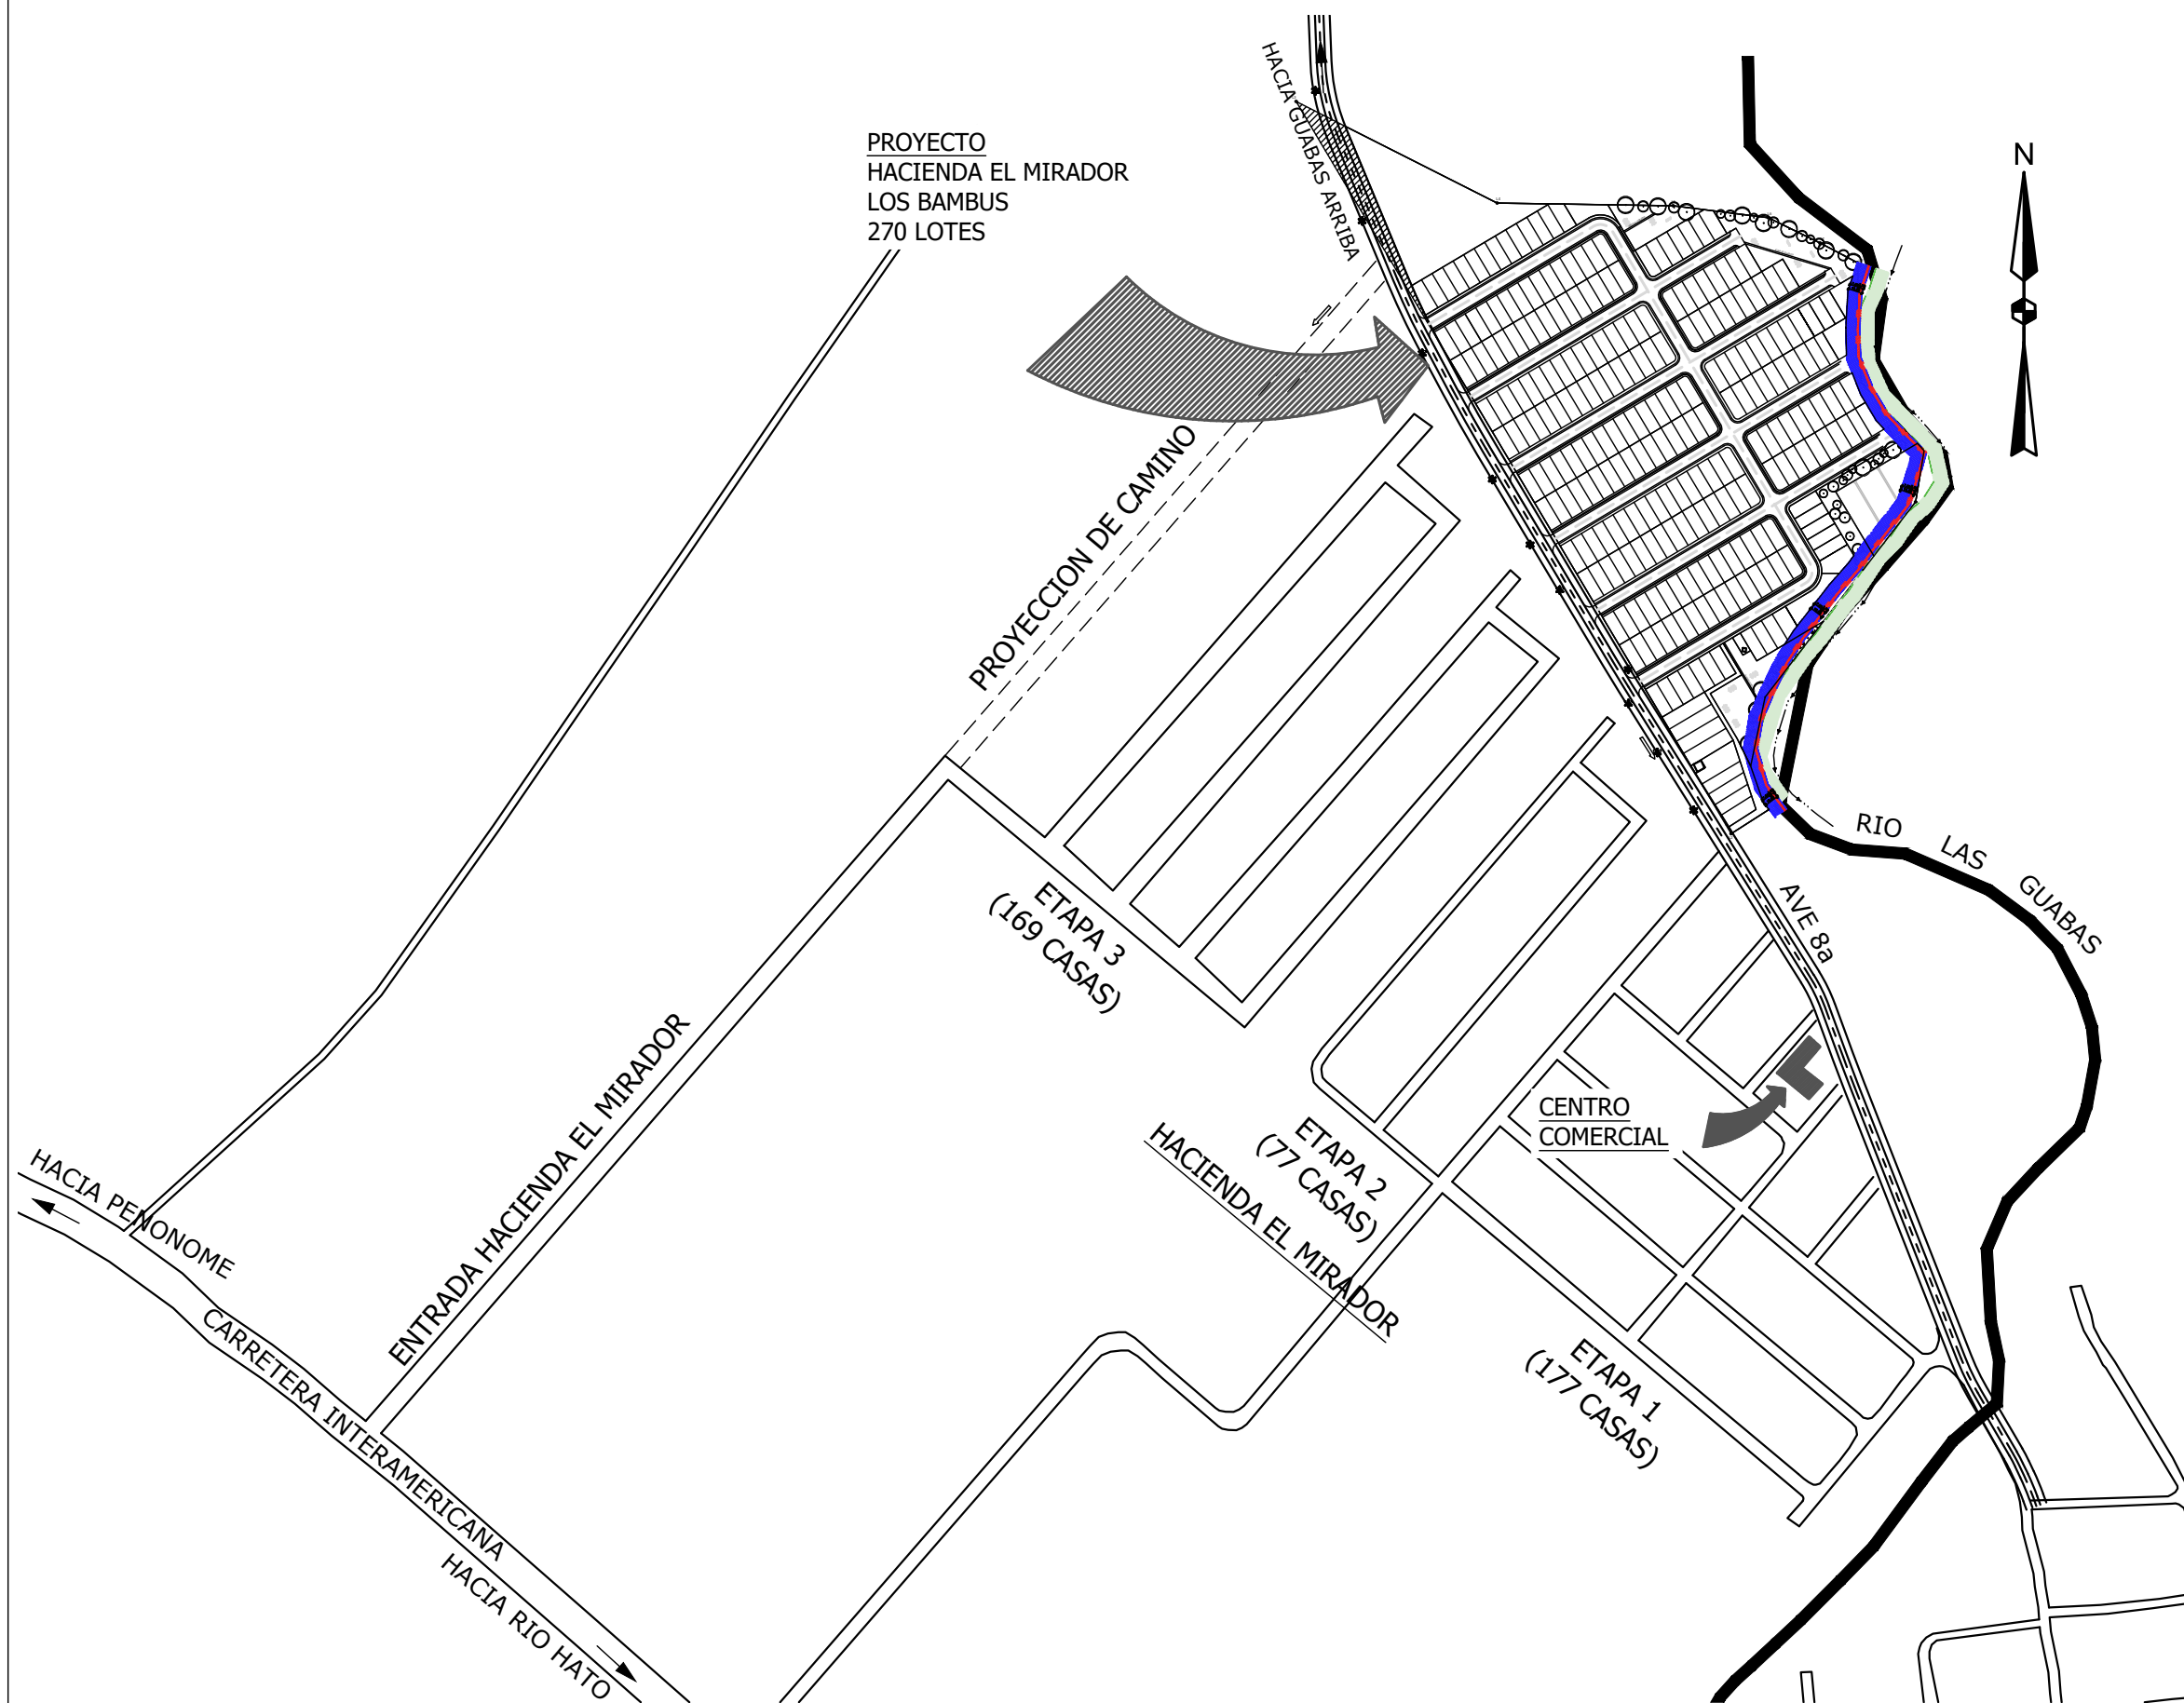 HACIA GUABAS ARRIBA
PROYECTO
HACIENDA EL MIRADOR
LOS BAMBUS
270 LOTES
N
PROYECCION DE CAMINO
RIO LAS GUABAS
AVE 8a
ETAPA 3
(169 CASAS)
ENTRADA HACIENDA EL MIRADOR
CENTRO
COMERCIAL
ETAPA 2
(77 CASAS)
HACIENDA EL MIRADOR
HACIA PENONOME
CARRETERA INTERAMERICANA
ETAPA 1
(177 CASAS)
HACIA RIO HATO